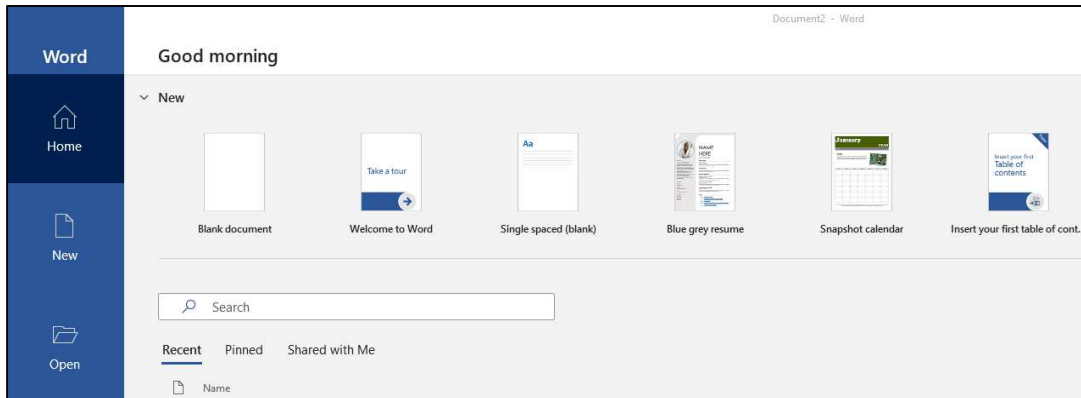 Document2 - Word
Word
Good morning
New
Home
Aa
Take a tour
NAME
HERE
January
Insert your first
Table of
contents
Blank document
Welcome to Word
Single spaced (blank)
Blue grey resume
Snapshot calendar
Insert your first table of cont...
New
Search
Recent Pinned Shared with Me
Open
Name